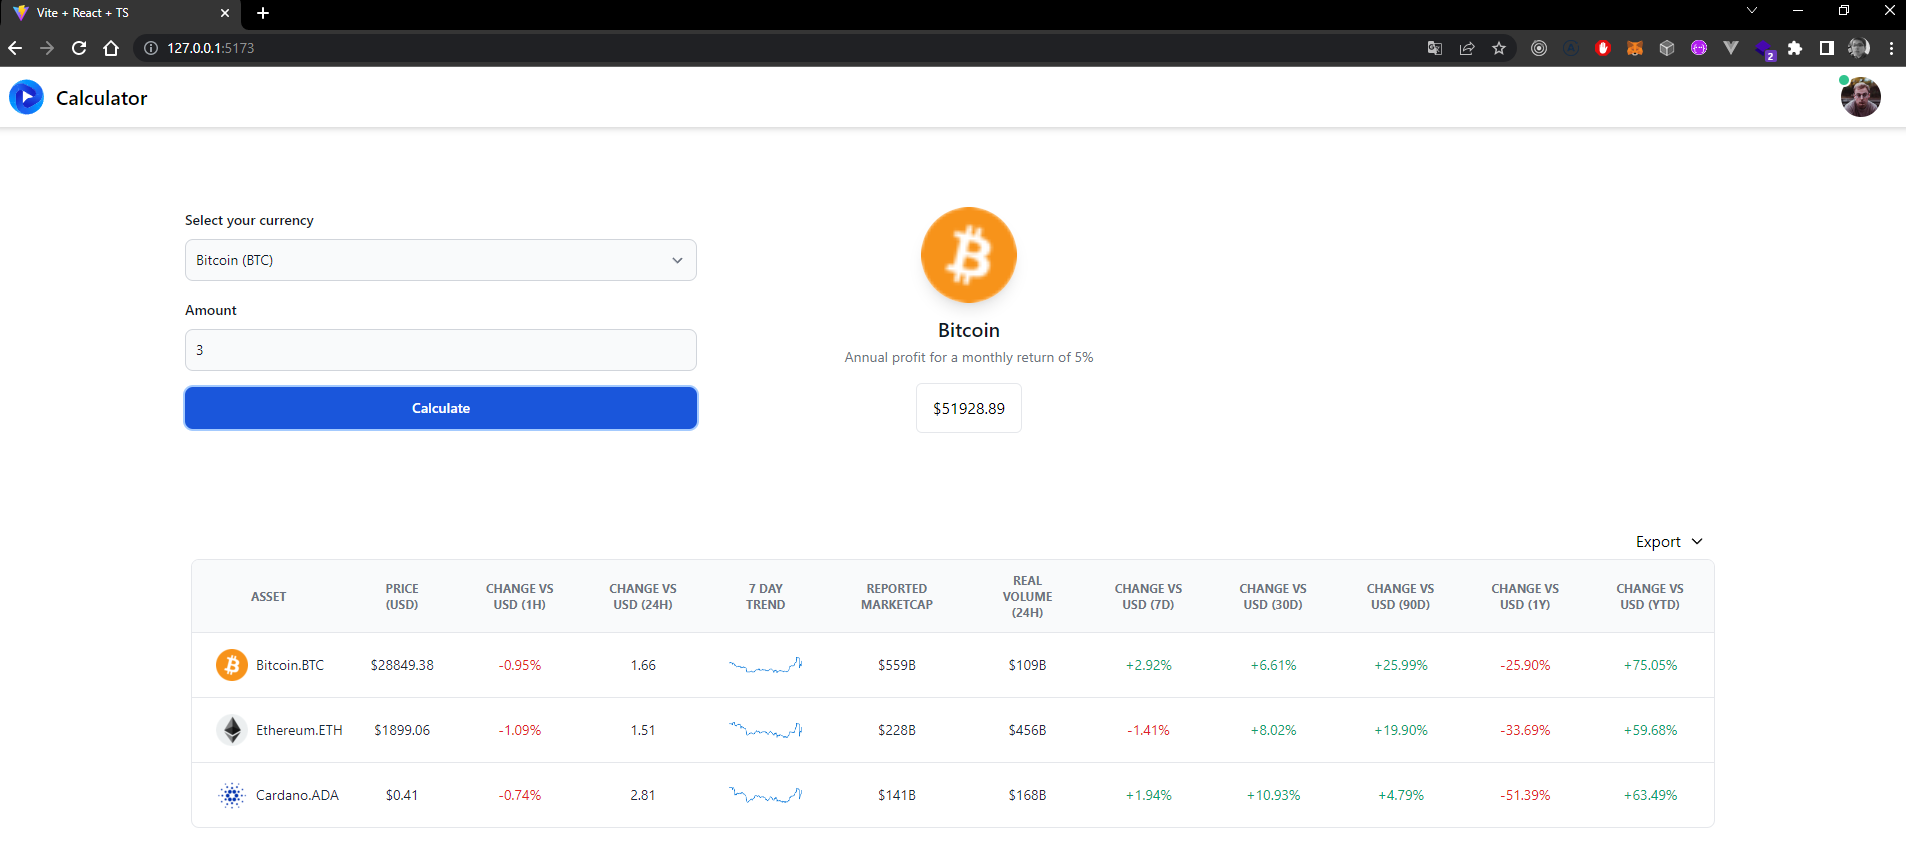 Vite + React + TS
127.0.0.1:5173
2
Calculator
Select your currency
Bitcoin (BTC)
Amount
3
Calculate
Bitcoin
Annual profit for a monthly return of 5%
$51928.89
Export
ASSET PRICE (USD) CHANGE VS USD (1H) CHANGE VS USD (24H) 7 DAY TREND REPORTED MARKETCAP REAL VOLUME (24H) CHANGE VS USD (7D) CHANGE VS USD (30D) CHANGE VS USD (90D) CHANGE VS USD (1Y) CHANGE VS USD (YTD)
Bitcoin.BTC $28849.38 -0.95% 1.66 $559B $109B +2.92% +6.61% +25.99% -25.90% +75.05%
Ethereum.ETH $1899.06 -1.09% 1.51 $228B $456B -1.41% +8.02% +19.90% -33.69% +59.68%
Cardano.ADA $0.41 -0.74% 2.81 $141B $168B +1.94% +10.93% +4.79% -51.39% +63.49%